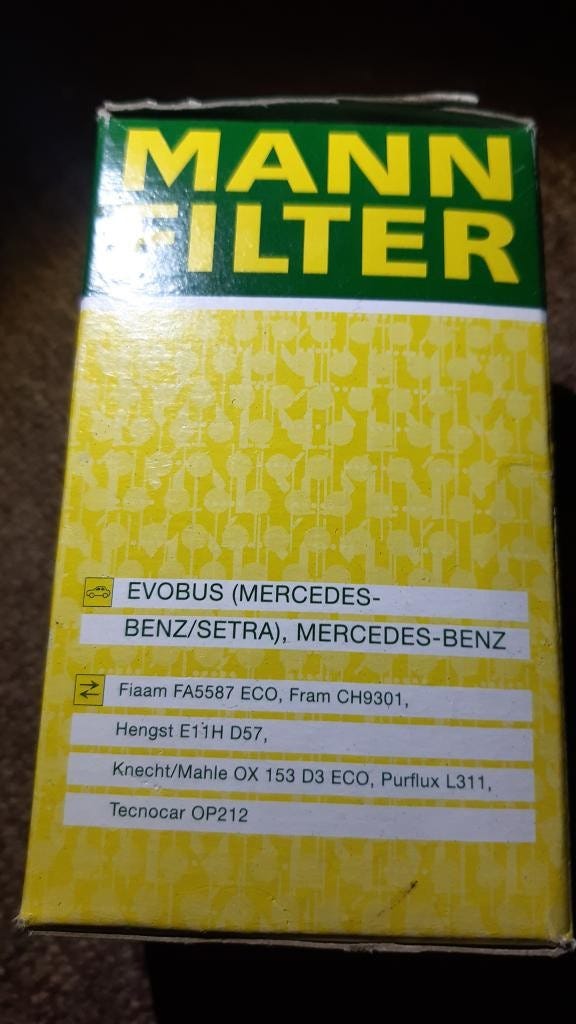 MANN
FILTER
EVOBUS (MERCEDES-
BENZ/SETRA), MERCEDES-BENZ
Fiaam FA5587 ECO, Fram CH9301,
Hengst E11H D57,
Knecht/Mahle OX 153 D3 ECO, Purflux L311,
Tecnocar OP212